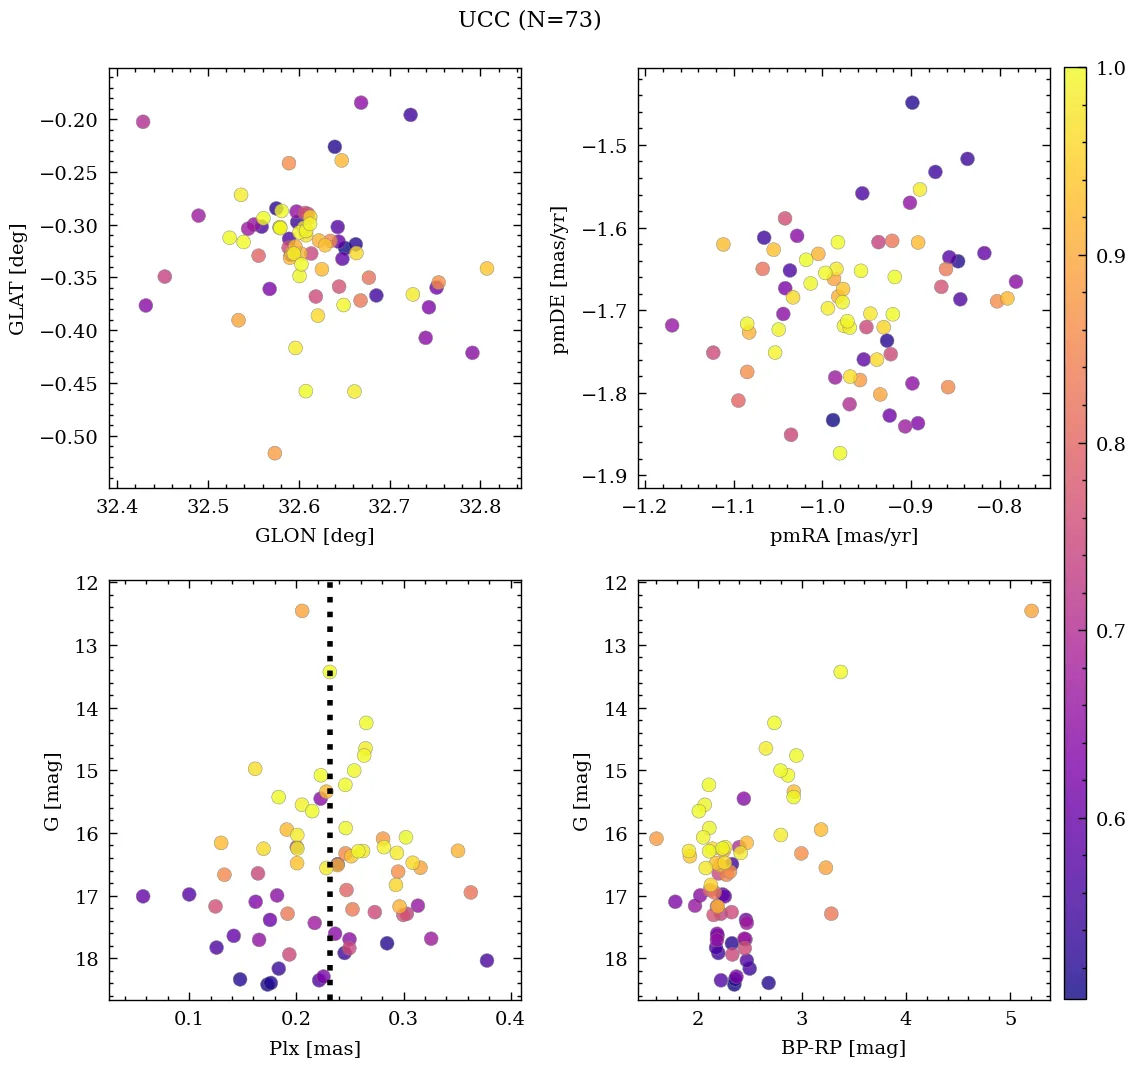 UCC (N=73)
−0.20
−0.25
−0.30
−0.35
−0.40
−0.45
−0.50
GLAT [deg]
32.4 32.5 32.6 32.7 32.8
GLON [deg]
−1.5
−1.6
−1.7
−1.8
−1.9
pmDE [mas/yr]
−1.2 −1.1 −1.0 −0.9 −0.8
pmRA [mas/yr]
12
13
14
15
16
17
18
G [mag]
0.1 0.2 0.3 0.4
Plx [mas]
12
13
14
15
16
17
18
G [mag]
2 3 4 5
BP-RP [mag]
1.0
0.9
0.8
0.7
0.6